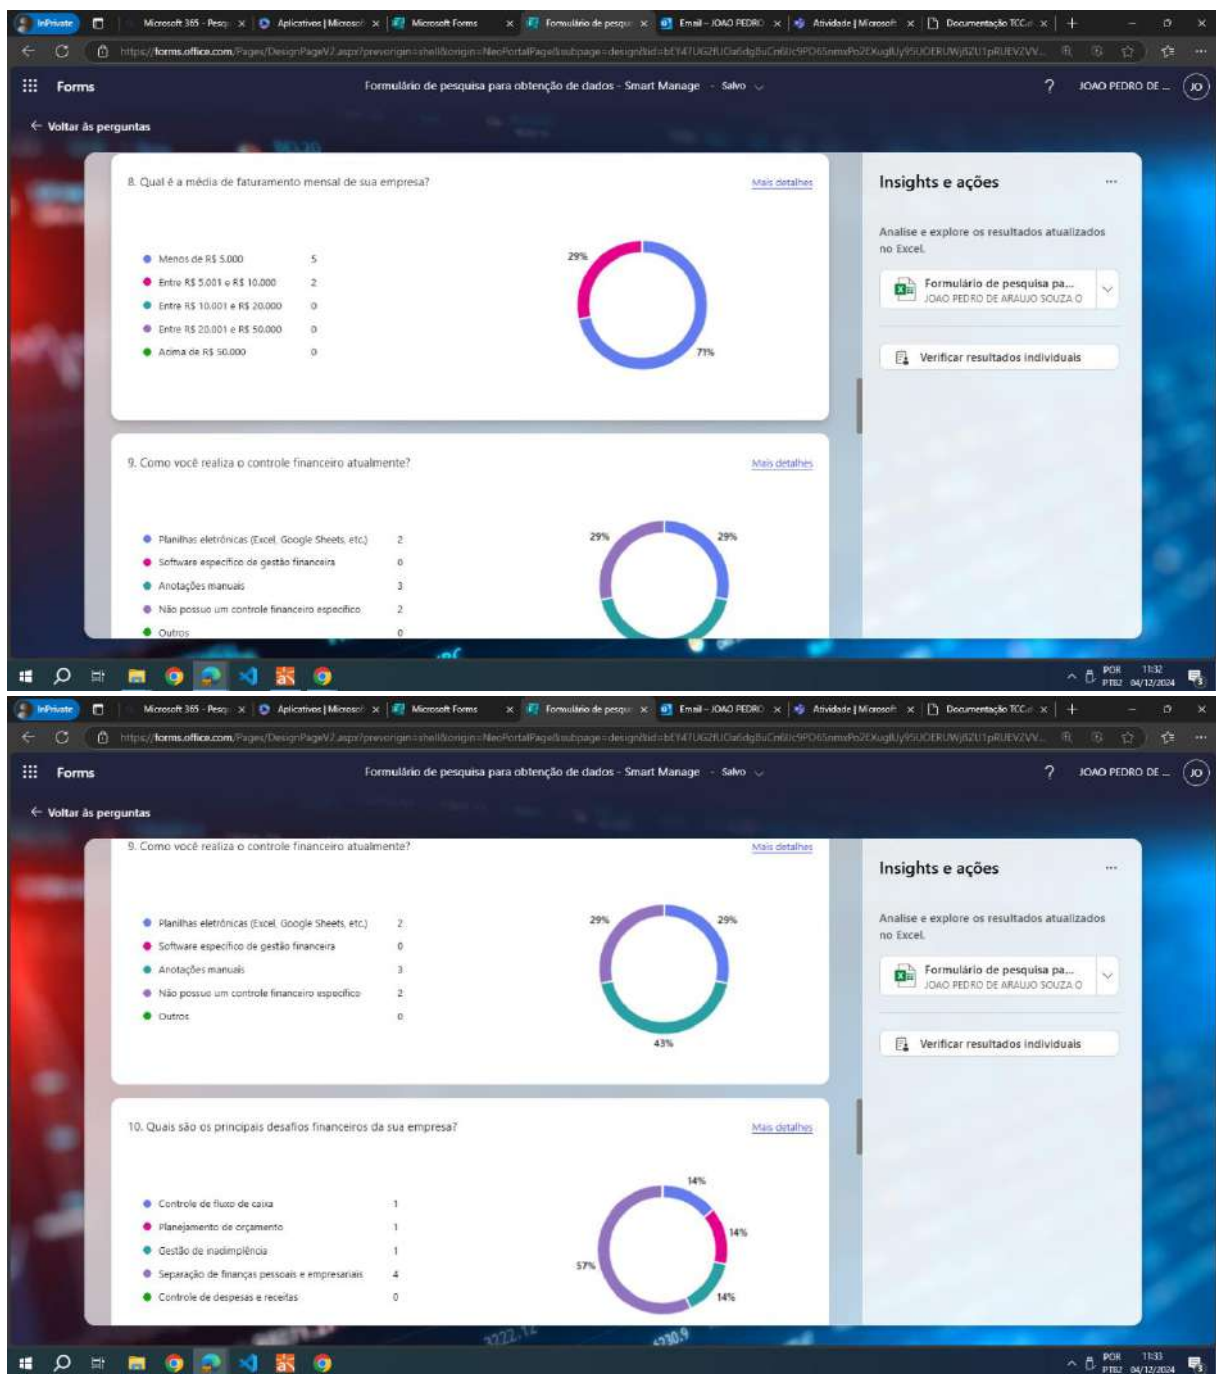 InPrivate
Microsoft 365 - Pesq
Aplicativos | Microsof
Microsoft Forms
Formulário de pesqu
Email – JOAO PEDRO
Atividade | Microsoft
Documentação TCC
forms.office.com
Forms
Formulário de pesquisa para obtenção de dados - Smart Manage - Salvo
? JOAO PEDRO DE ... JO
Voltar às perguntas
8. Qual é a média de faturamento mensal de sua empresa?
Mais detalhes
Menos de R$ 5.000 5
Entre R$ 5.001 e R$ 10.000 2
Entre R$ 10.001 e R$ 20.000 0
Entre R$ 20.001 e R$ 50.000 0
Acima de R$ 50.000 0
29%
71%
Insights e ações
Analise e explore os resultados atualizados
no Excel.
Formulário de pesquisa pa...
JOAO PEDRO DE ARAUJO SOUZA O
Verificar resultados individuais
9. Como você realiza o controle financeiro atualmente?
Mais detalhes
Planilhas eletrônicas (Excel, Google Sheets, etc.) 2
Software específico de gestão financeira 0
Anotações manuais 3
Não possuo um controle financeiro específico 2
Outros 0
29%
29%
POR
PTB2
11:32
04/12/2024
InPrivate
Microsoft 365 - Pesq
Aplicativos | Microsof
Microsoft Forms
Formulário de pesqu
Email – JOAO PEDRO
Atividade | Microsoft
Documentação TCC
forms.office.com
Forms
Formulário de pesquisa para obtenção de dados - Smart Manage - Salvo
? JOAO PEDRO DE ... JO
Voltar às perguntas
9. Como você realiza o controle financeiro atualmente?
Mais detalhes
Planilhas eletrônicas (Excel, Google Sheets, etc.) 2
Software específico de gestão financeira 0
Anotações manuais 3
Não possuo um controle financeiro específico 2
Outros 0
29%
29%
43%
Insights e ações
Analise e explore os resultados atualizados
no Excel.
Formulário de pesquisa pa...
JOAO PEDRO DE ARAUJO SOUZA O
Verificar resultados individuais
10. Quais são os principais desafios financeiros da sua empresa?
Mais detalhes
Controle de fluxo de caixa 1
Planejamento de orçamento 1
Gestão de inadimplência 1
Separação de finanças pessoais e empresariais 4
Controle de despesas e receitas 0
14%
14%
57%
14%
POR
PTB2
11:33
04/12/2024